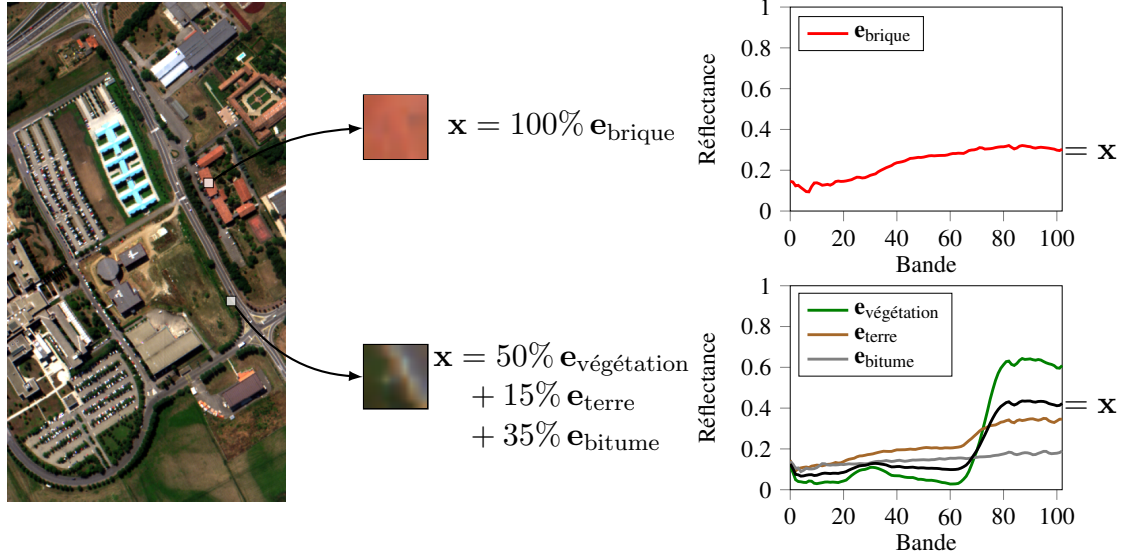 x = 100% e_brique
x = 50% e_végétation
+ 15% e_terre
+ 35% e_bitume
1
0.8
0.6
0.4
0.2
0
Réflectance
e_brique
= x
0 20 40 60 80 100
Bande
1
0.8
0.6
0.4
0.2
0
Réflectance
e_végétation
e_terre
e_bitume
= x
0 20 40 60 80 100
Bande